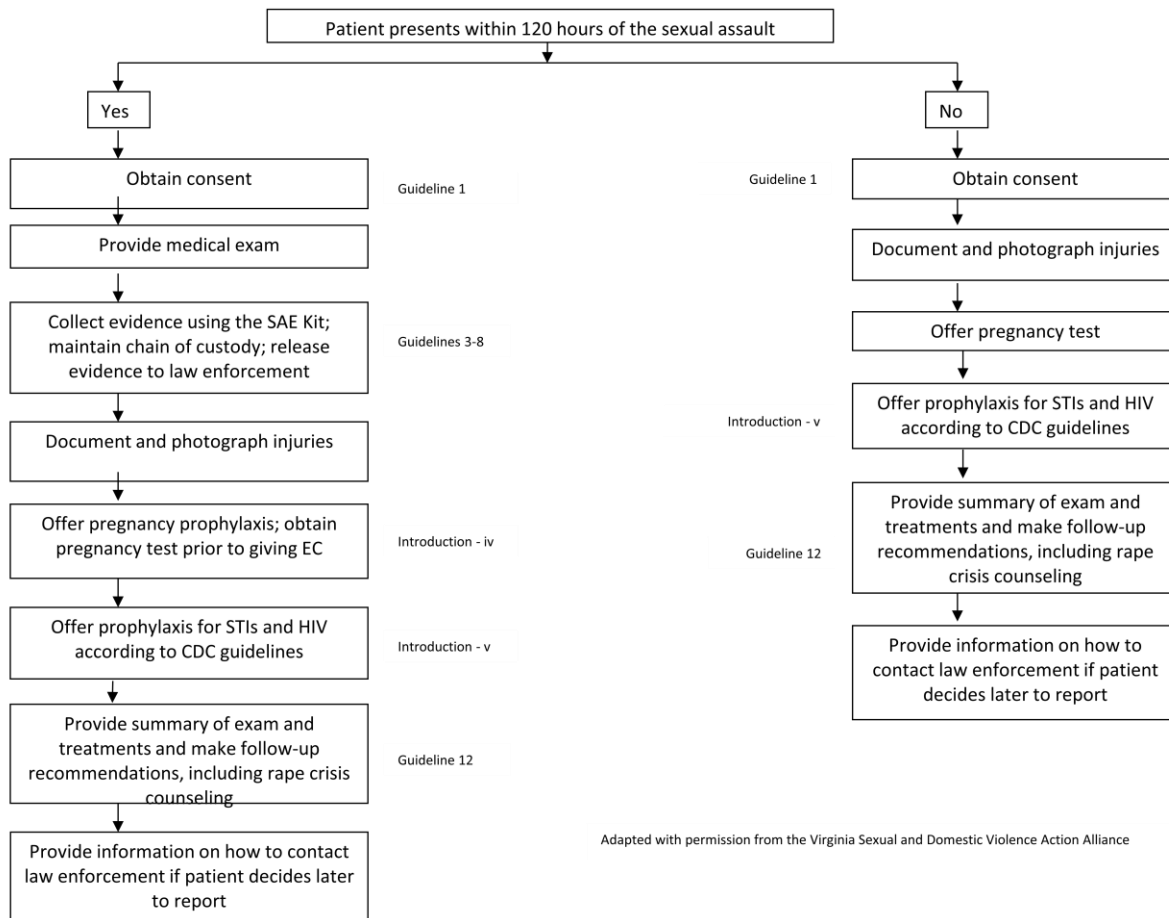 Patient presents within 120 hours of the sexual assault
Yes
Obtain consent
Guideline 1
Provide medical exam
Collect evidence using the SAE Kit;
maintain chain of custody; release
evidence to law enforcement
Guidelines 3-8
Document and photograph injuries
Offer pregnancy prophylaxis; obtain
pregnancy test prior to giving EC
Introduction - iv
Offer prophylaxis for STIs and HIV
according to CDC guidelines
Introduction - v
Provide summary of exam and
treatments and make follow-up
recommendations, including rape crisis
counseling
Guideline 12
Provide information on how to contact
law enforcement if patient decides later
to report
No
Guideline 1
Obtain consent
Document and photograph injuries
Offer pregnancy test
Introduction - v
Offer prophylaxis for STIs and HIV
according to CDC guidelines
Guideline 12
Provide summary of exam and
treatments and make follow-up
recommendations, including rape
crisis counseling
Provide information on how to
contact law enforcement if patient
decides later to report
Adapted with permission from the Virginia Sexual and Domestic Violence Action Alliance